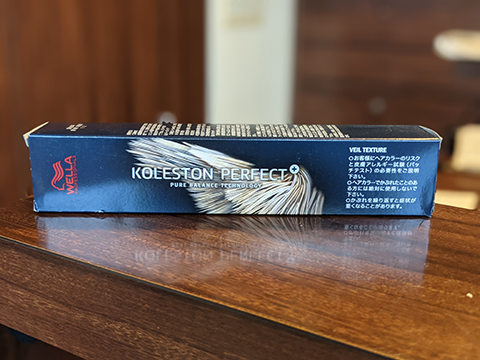 WELLA
KOLESTON PERFECT+
PURE BALANCE TECHNOLOGY
VEIL TEXTURE
○お客様にヘアカラーのリスク
と皮膚アレルギー試験（パッ
チテスト）の必要性をご説明
下さい。
○ヘアカラーでかぶれたことのあ
る方には絶対に使用しないで
下さい。
○かぶれを繰り返すと症状が
重くなることがあります。